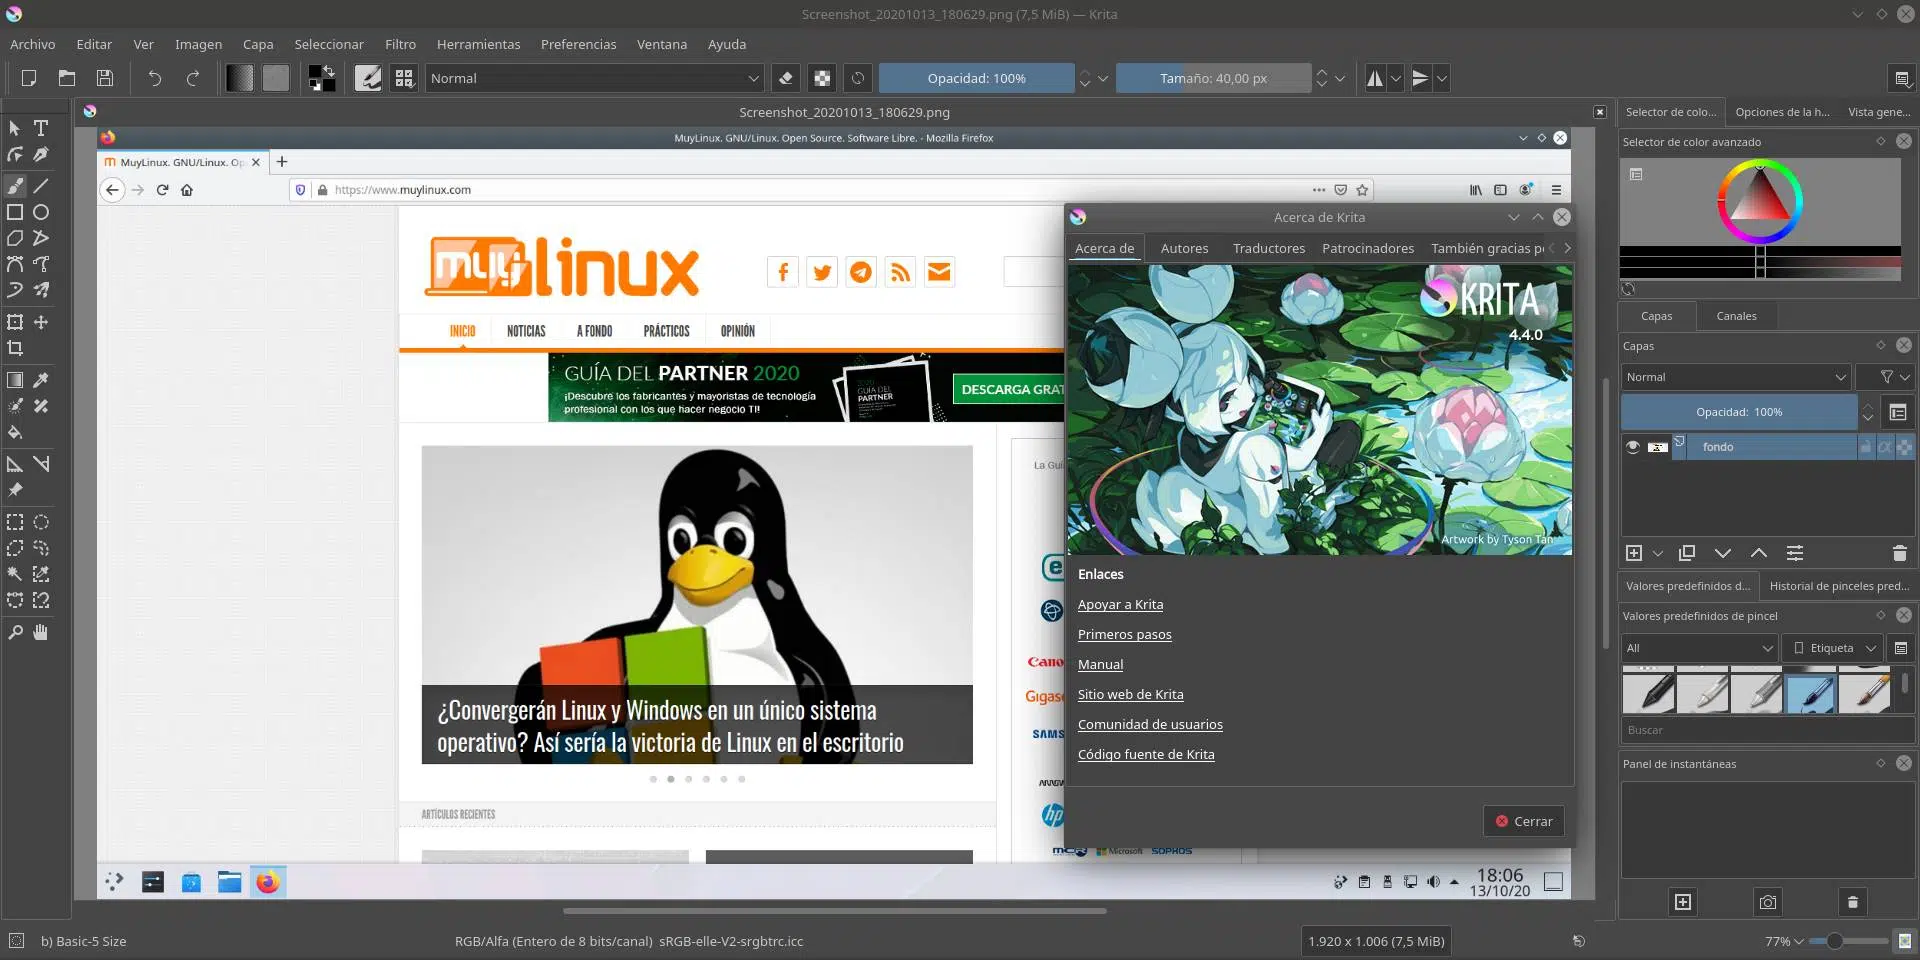 Screenshot_20201013_180629.png (7,5 MiB) — Krita
Archivo Editar Ver Imagen Capa Seleccionar Filtro Herramientas Preferencias Ventana Ayuda
Normal Opacidad: 100% Tamaño: 40,00 px
Screenshot_20201013_180629.png
MuyLinux. GNU/Linux. Open Source. Software Libre. - Mozilla Firefox
MuyLinux. GNU/Linux. Op
https://www.muylinux.com
muylinux
INICIO NOTICIAS A FONDO PRÁCTICOS OPINIÓN
GUÍA DEL PARTNER 2020
¡Descubre los fabricantes y mayoristas de tecnología
profesional con los que hacer negocio TI!
2020
GUÍA DEL
PARTNER
DESCARGA GRAT
¿Convergerán Linux y Windows en un único sistema
operativo? Así sería la victoria de Linux en el escritorio
ARTÍCULOS RECIENTES
La Guí
Cano
Gigas
SAMS
hp
Microsoft SOPHOS
18:06
13/10/20
Acerca de Krita
Acerca de Autores Traductores Patrocinadores También gracias p
KRITA
4.4.0
Artwork by Tyson Tan
Enlaces
Apoyar a Krita
Primeros pasos
Manual
Sitio web de Krita
Comunidad de usuarios
Código fuente de Krita
Cerrar
Selector de colo... Opciones de la h... Vista gene...
Selector de color avanzado
Capas Canales
Capas
Normal
Opacidad: 100%
fondo
Valores predefinidos d... Historial de pinceles pred...
Valores predefinidos de pincel
All Etiqueta
Buscar
Panel de instantáneas
b) Basic-5 Size
RGB/Alfa (Entero de 8 bits/canal) sRGB-elle-V2-srgbtrc.icc
1.920 x 1.006 (7,5 MiB)
77%